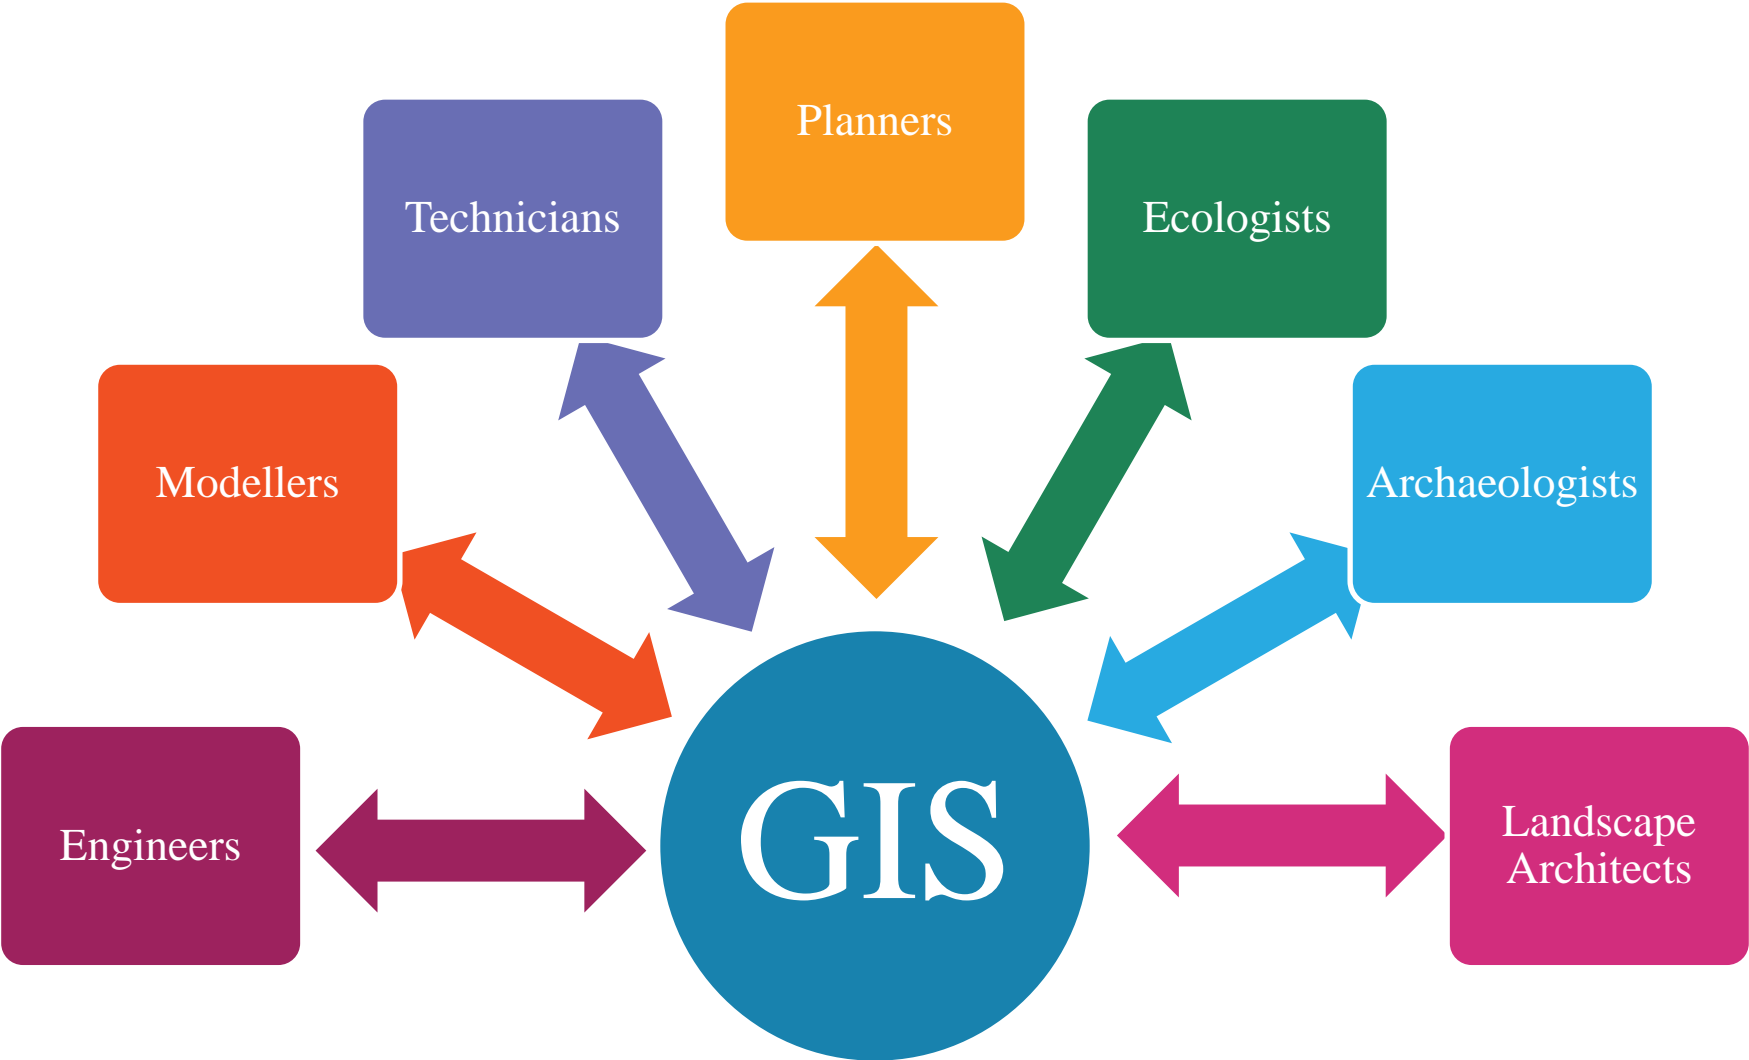 Planners
Technicians
Ecologists
Modellers
Archaeologists
Engineers
GIS
Landscape
Architects